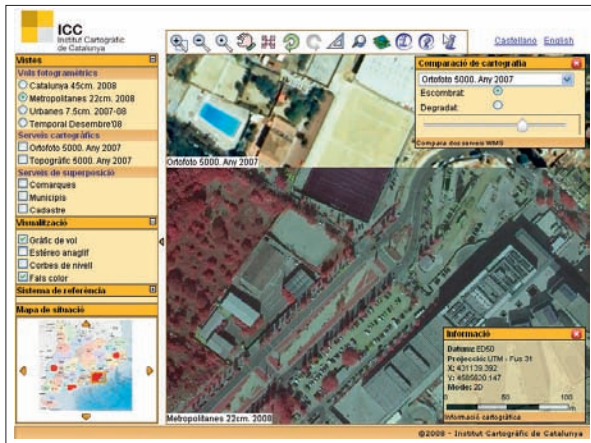 ICC
Institut Cartogràfic
de Catalunya
Castellano English
Vistes
Vols fotogramètrics
Catalunya 45cm. 2008
Metropolitanes 22cm. 2008
Urbanes 7.5cm. 2007-08
Temporal Desembre'08
Serveis cartogràfics
Ortofoto 5000. Any 2007
Topogràfic 5000. Any 2007
Serveis de superposició
Comarques
Municipis
Cadastre
Visualització
Gràfic de vol
Estéreo anaglif
Corbes de nivell
Fals color
Sistema de referència
Mapa de situació
Comparació de cartografia
Ortofoto 5000. Any 2007
Escombrat:
Degradat:
Compara dos serveis WMS
Ortofoto 5000. Any 2007
Informació
Datum: ED50
Projecció: UTM - Fus 31
X: 431139.392
Y: 4585820.147
Mode: 2D
0 50 100
m
Informació cartogràfica
Metropolitanes 22cm. 2008
©2008 - Institut Cartogràfic de Catalunya